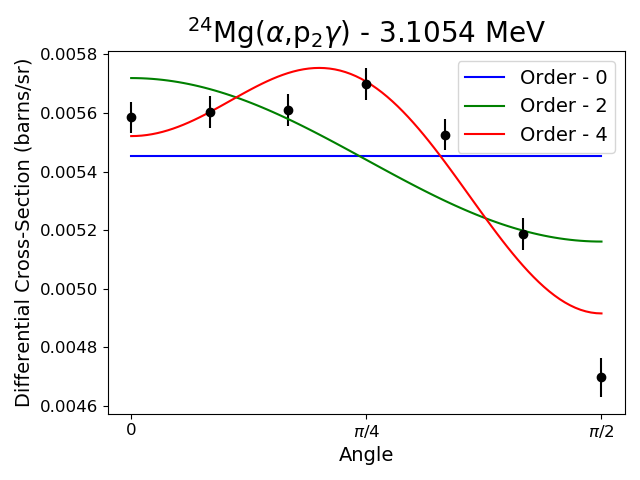 ²⁴Mg(α,p₂γ) - 3.1054 MeV
Differential Cross-Section (barns/sr)
0.0058
0.0056
0.0054
0.0052
0.0050
0.0048
0.0046
Order - 0
Order - 2
Order - 4
0
π/4
π/2
Angle